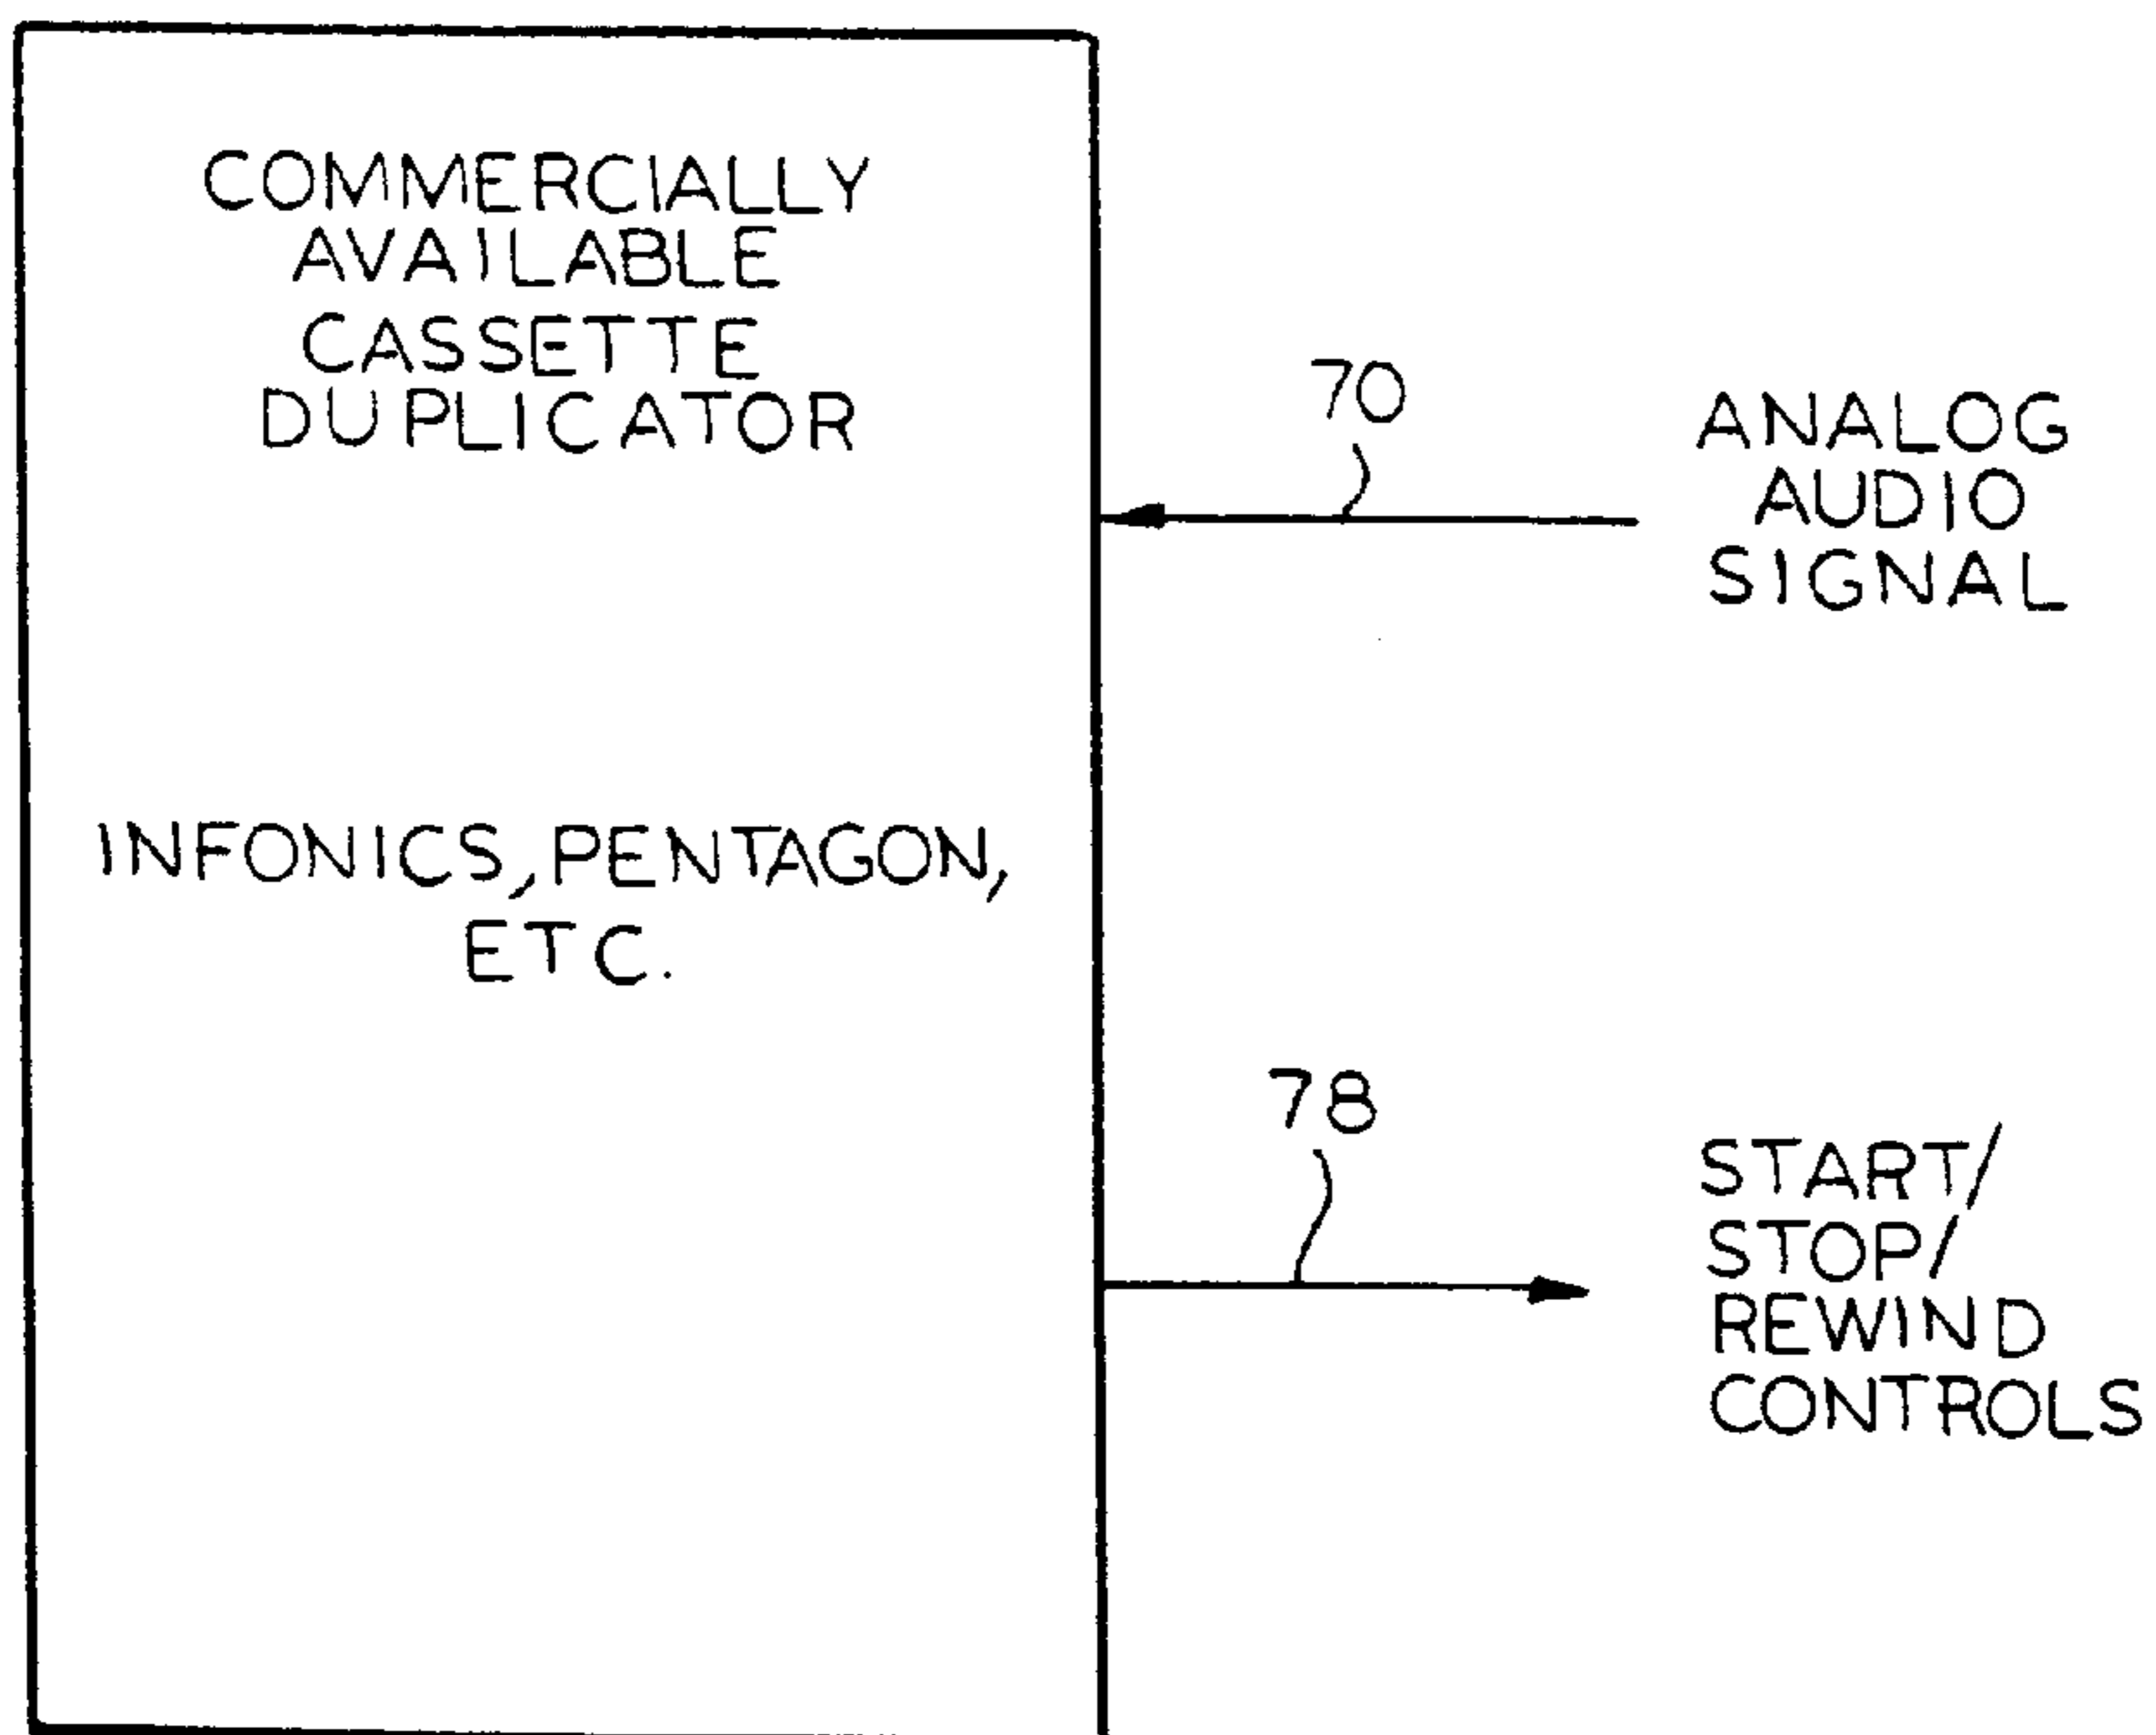 COMMERCIALLY
AVAILABLE
CASSETTE
DUPLICATOR
INFONICS, PENTAGON,
ETC.
70
ANALOG
AUDIO
SIGNAL
78
START/
STOP/
REWIND
CONTROLS